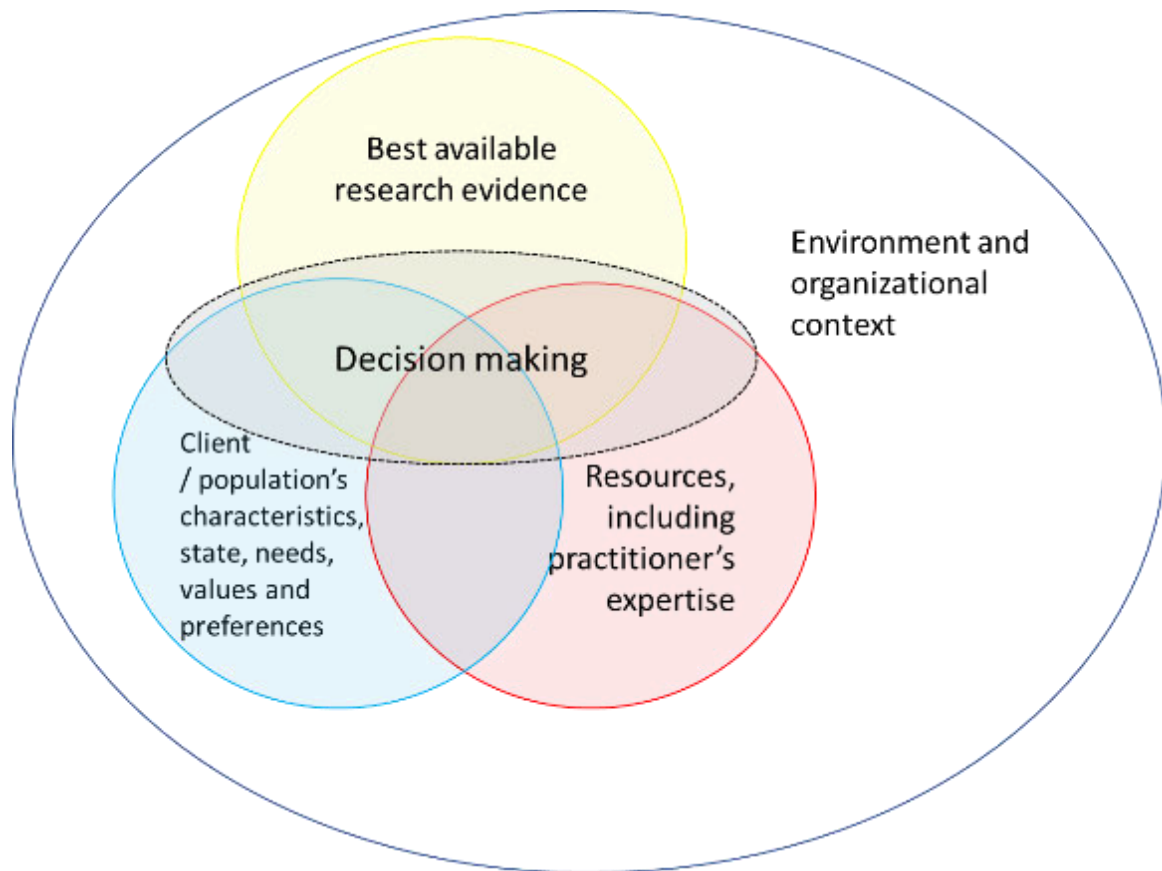 Best available
research evidence
Environment and
organizational
context
Decision making
Client
/ population’s
characteristics,
state, needs,
values and
preferences
Resources,
including
practitioner’s
expertise